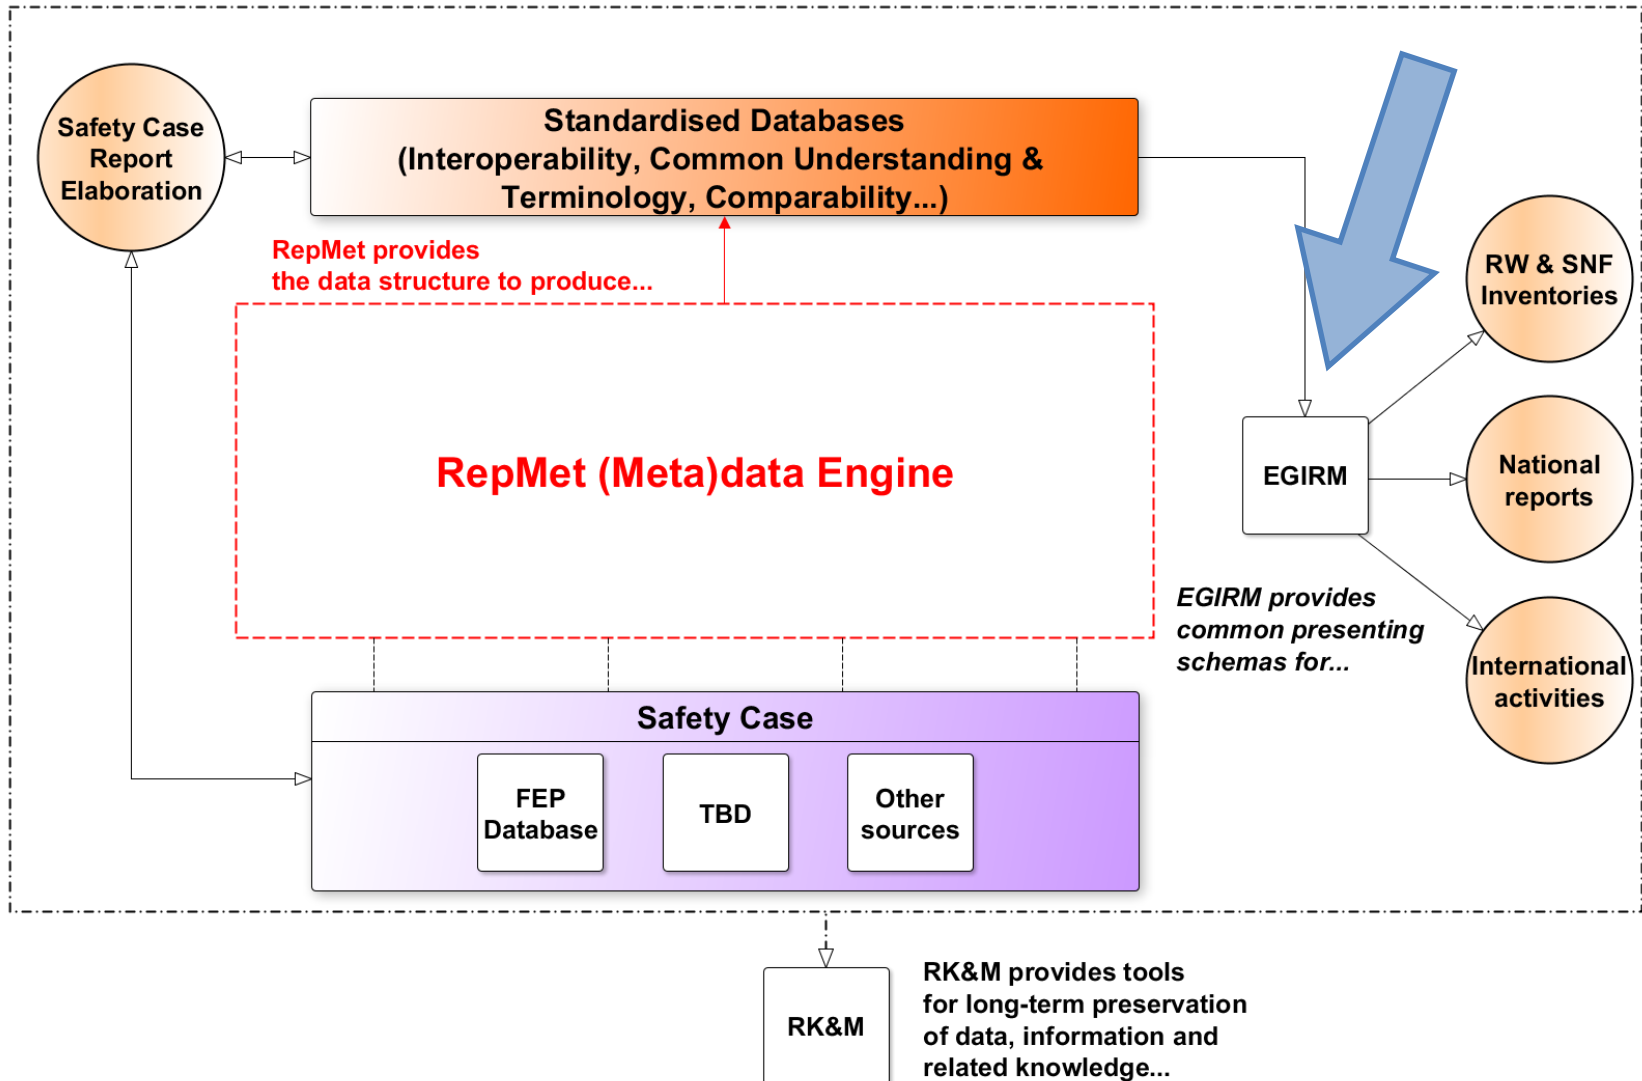 Safety Case
Report
Elaboration
Standardised Databases
(Interoperability, Common Understanding &
Terminology, Comparability...)
RepMet provides
the data structure to produce...
RW & SNF
Inventories
RepMet (Meta)data Engine
EGIRM
National
reports
EGIRM provides
common presenting
schemas for...
International
activities
Safety Case
FEP
Database
TBD
Other
sources
RK&M
RK&M provides tools
for long-term preservation
of data, information and
related knowledge...